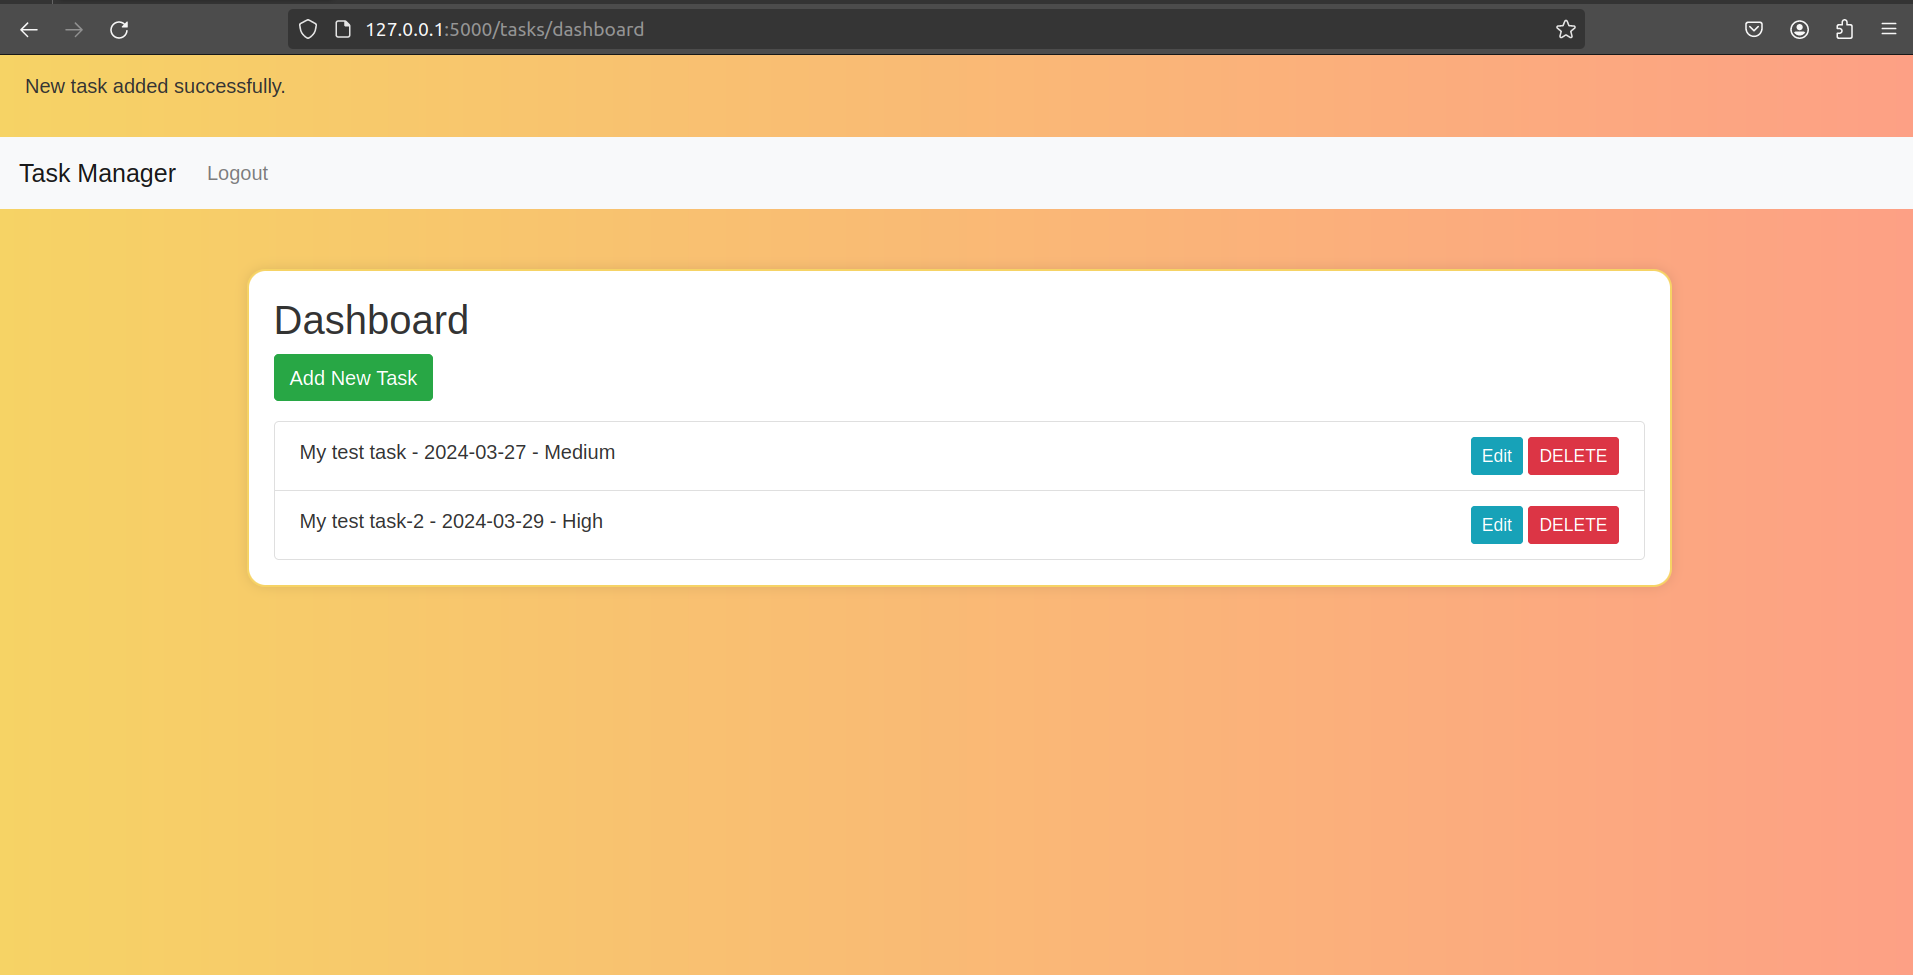 127.0.0.1:5000/tasks/dashboard
New task added successfully.
Task Manager Logout
Dashboard
Add New Task
My test task - 2024-03-27 - Medium Edit DELETE
My test task-2 - 2024-03-29 - High Edit DELETE